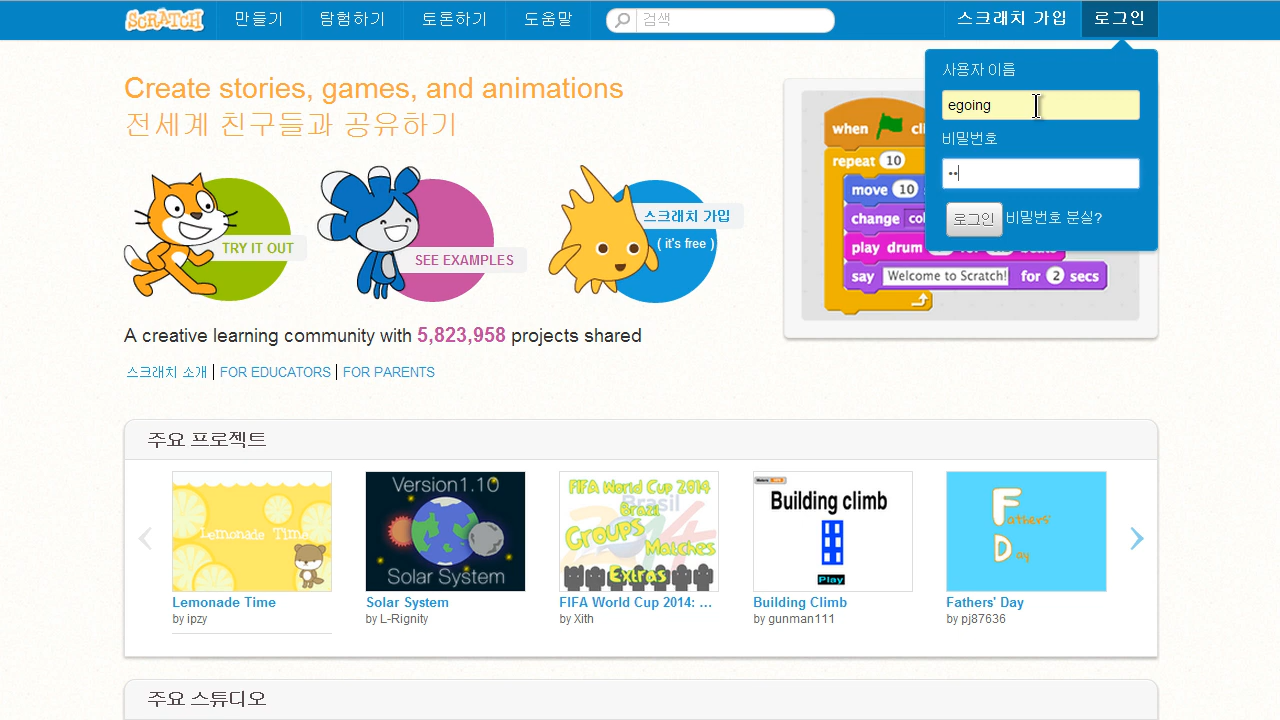 SCRATCH 만들기 탐험하기 토론하기 도움말 검색 스크래치 가입 로그인
사용자 이름
egoing
비밀번호
••
로그인 비밀번호 분실?
Create stories, games, and animations
전세계 친구들과 공유하기
TRY IT OUT
SEE EXAMPLES
스크래치 가입
( it's free )
when
repeat 10
move 10
change
play drum
say Welcome to Scratch! for 2 secs
A creative learning community with 5,823,958 projects shared
스크래치 소개 | FOR EDUCATORS | FOR PARENTS
주요 프로젝트
Lemonade Time
Version1.10
Solar System
FIFA World Cup 2014
Brasil
Brazil
Groups
Matches
Extras
Building climb
Play
Fathers'
Day
Lemonade Time
by ipzy
Solar System
by L-Rignity
FIFA World Cup 2014: ...
by Xith
Building Climb
by gunman111
Fathers' Day
by pj87636
주요 스튜디오